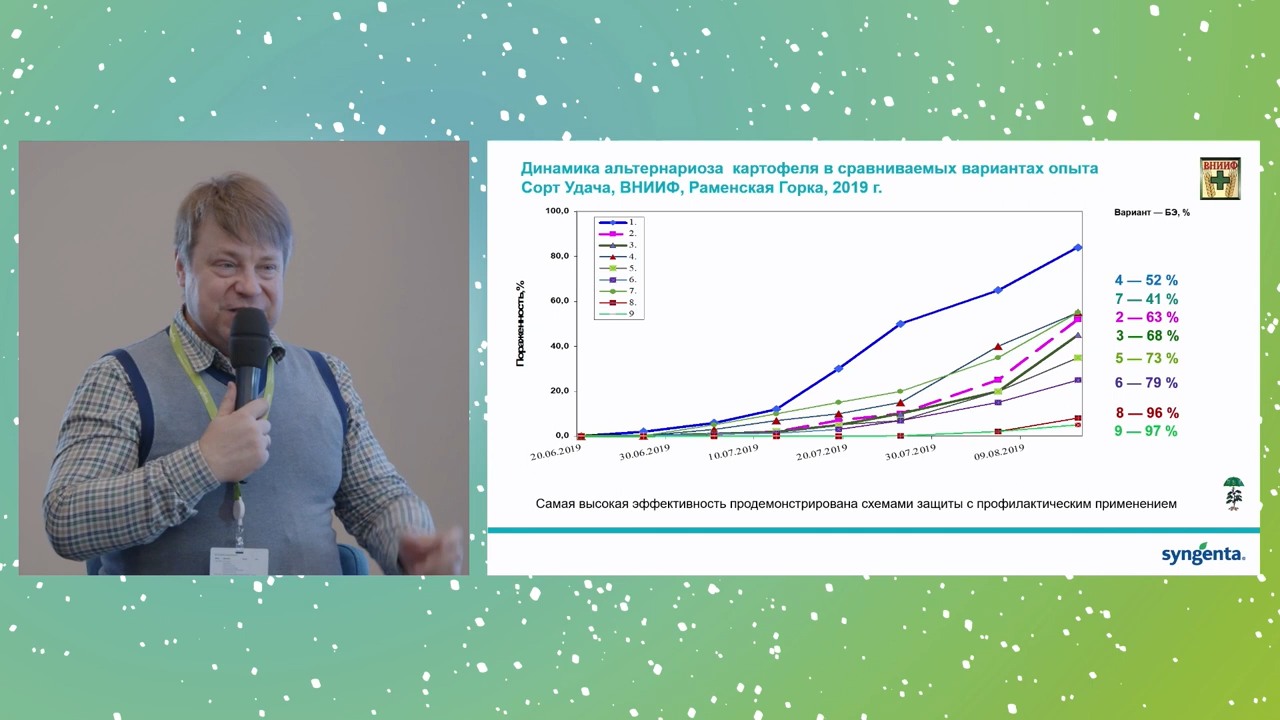 Динамика альтернариоза картофеля в сравниваемых вариантах опыта
Сорт Удача, ВНИИФ, Раменская Горка, 2019 г.
ВНИИФ
Вариант — БЭ, %
100,0
80,0
60,0
40,0
20,0
0,0
Пораженность,%
1.
2.
3.
4.
5.
6.
7.
8.
9
20.06.2019
30.06.2019
10.07.2019
20.07.2019
30.07.2019
09.08.2019
4 — 52 %
7 — 41 %
2 — 63 %
3 — 68 %
5 — 73 %
6 — 79 %
8 — 96 %
9 — 97 %
Самая высокая эффективность продемонстрирована схемами защиты с профилактическим применением
syngenta.